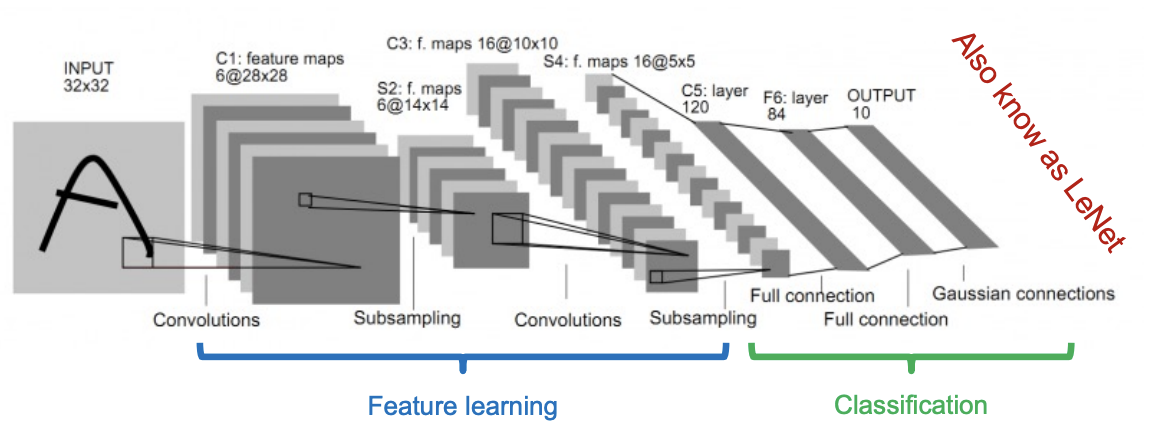 INPUT
32x32
C1: feature maps
6@28x28
S2: f. maps
6@14x14
C3: f. maps 16@10x10
S4: f. maps 16@5x5
C5: layer
120
F6: layer
84
OUTPUT
10
Also know as LeNet
A
Convolutions
Subsampling
Convolutions
Subsampling
Full connection
Full connection
Gaussian connections
Feature learning
Classification